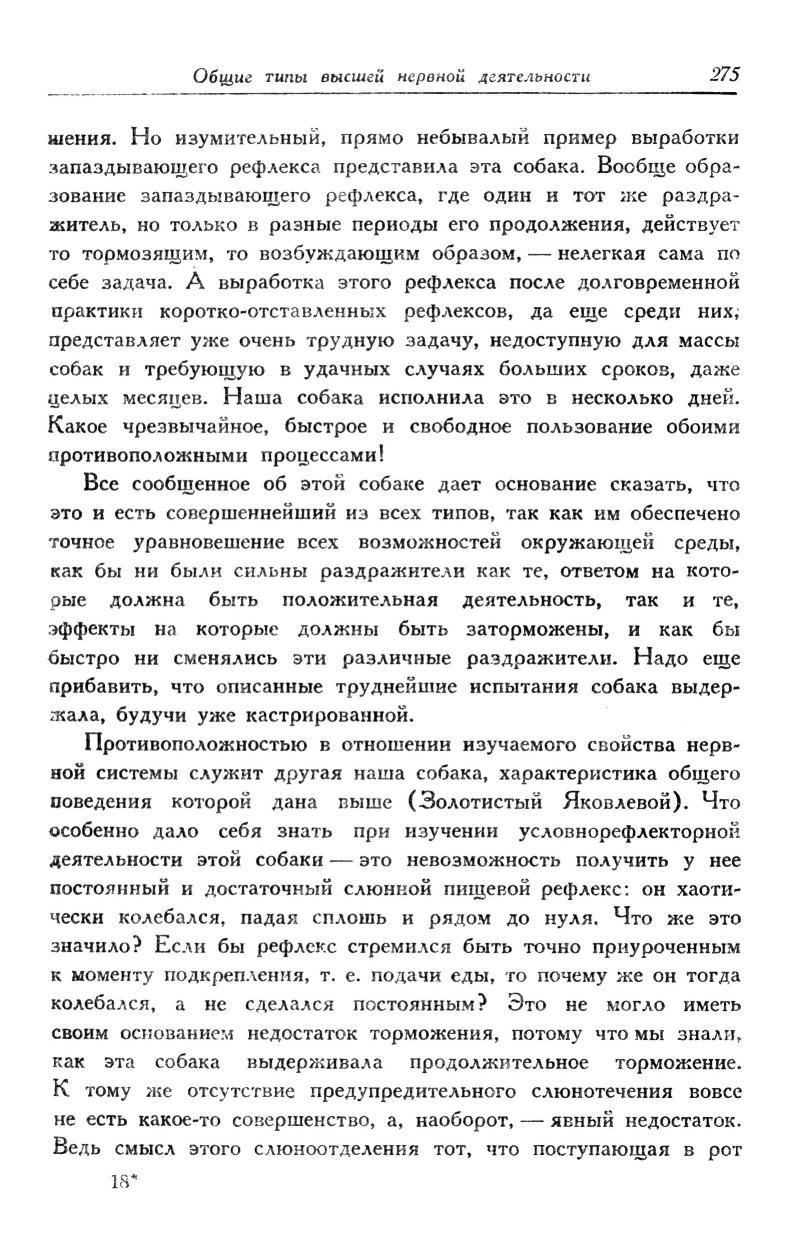 Общие типы высшей нервной деятельности 275
шения. Но изумительный, прямо небывалый пример выработки
запаздывающего рефлекса представила эта собака. Вообще обра-
зование запаздывающего рефлекса, где один и тот же раздра-
житель, но только в разные периоды его продолжения, действует
то тормозящим, то возбуждающим образом, — нелегкая сама по
себе задача. А выработка этого рефлекса после долговременной
практики коротко-отставленных рефлексов, да еще среди них,
представляет уже очень трудную задачу, недоступную для массы
собак и требующую в удачных случаях больших сроков, даже
целых месяцев. Наша собака исполнила это в несколько дней.
Какое чрезвычайное, быстрое и свободное пользование обоими
противоположными процессами!
Все сообщенное об этой собаке дает основание сказать, что
это и есть совершеннейший из всех типов, так как им обеспечено
точное уравновешение всех возможностей окружающей среды,
как бы ни были сильны раздражители как те, ответом на кото-
рые должна быть положительная деятельность, так и те,
эффекты на которые должны быть заторможены, и как бы
быстро ни сменялись эти различные раздражители. Надо еще
прибавить, что описанные труднейшие испытания собака выдер-
жала, будучи уже кастрированной.
Противоположностью в отношении изучаемого свойства нерв-
ной системы служит другая наша собака, характеристика общего
поведения которой дана выше (Золотистый Яковлевой). Что
особенно дало себя знать при изучении условнорефлекторной
деятельности этой собаки — это невозможность получить у нее
постоянный и достаточный слюнной пищевой рефлекс: он хаоти-
чески колебался, падая сплошь и рядом до нуля. Что же это
значило? Если бы рефлекс стремился быть точно приуроченным
к моменту подкрепления, т. е. подачи еды, то почему же он тогда
колебался, а не сделался постоянным? Это не могло иметь
своим основанием недостаток торможения, потому что мы знали,
как эта собака выдерживала продолжительное торможение.
К тому же отсутствие предупредительного слюнотечения вовсе
не есть какое-то совершенство, а, наоборот, — явный недостаток.
Ведь смысл этого слюноотделения тот, что поступающая в рот
18*